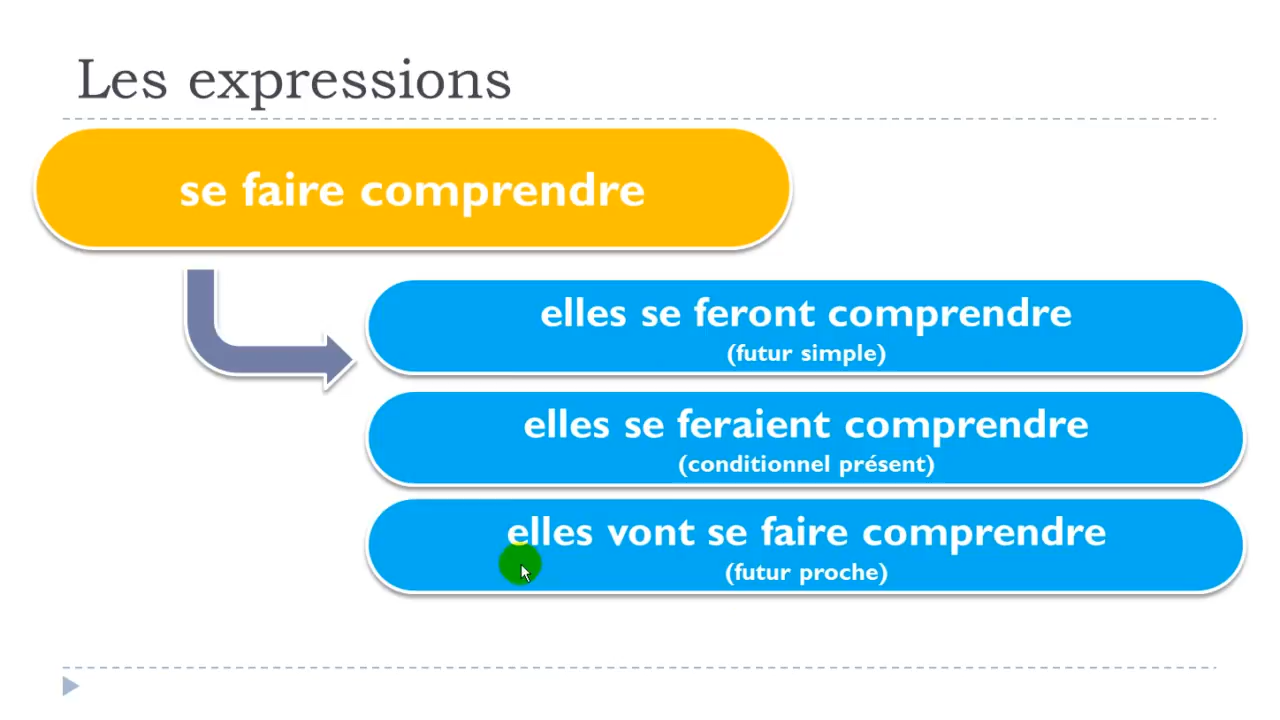 Les expressions
se faire comprendre
elles se feront comprendre
(futur simple)
elles se feraient comprendre
(conditionnel présent)
elles vont se faire comprendre
(futur proche)